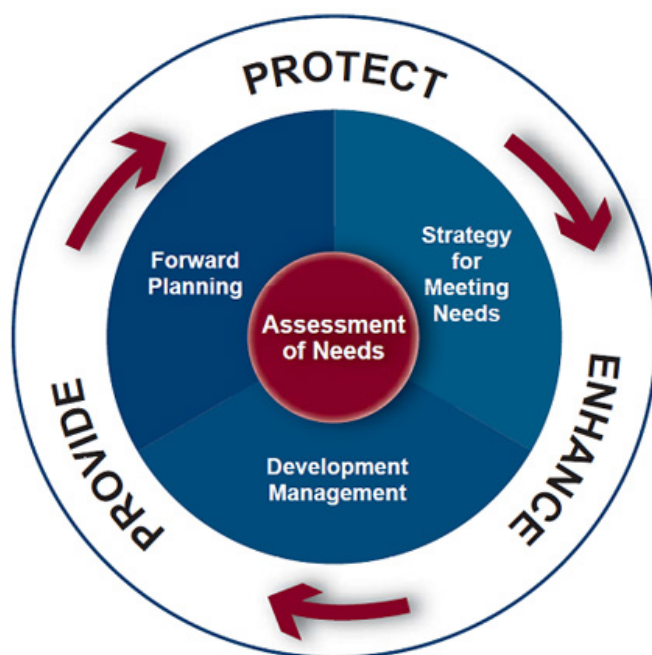 PROTECT
Forward
Planning
Strategy
for
Meeting
Needs
Assessment
of Needs
PROVIDE
ENHANCE
Development
Management